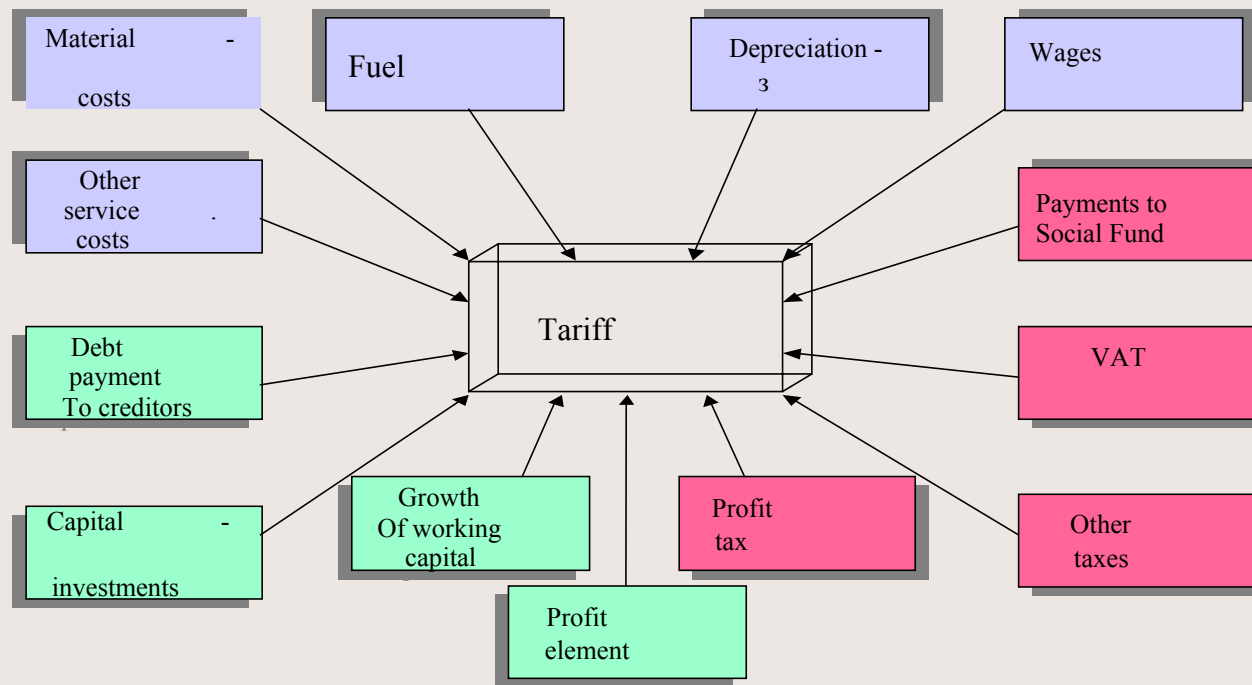 Material -
costs
Fuel
Depreciation -
з
Wages
Other
service .
costs
Payments to
Social Fund
Tariff
Debt
payment
To creditors
VAT
Capital -
investments
Growth
Of working
capital
Profit
tax
Other
taxes
Profit
element